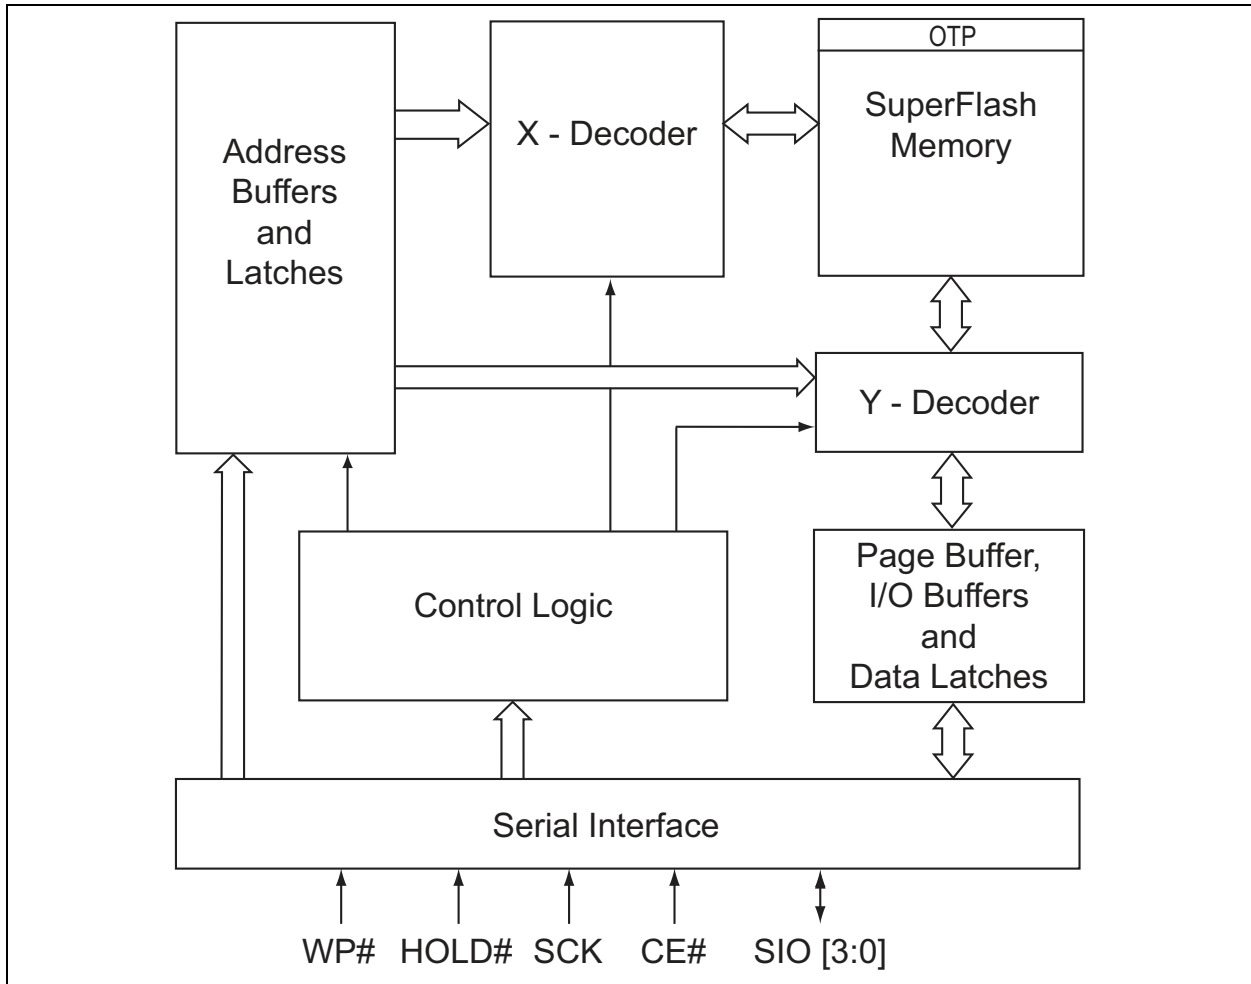 OTP
SuperFlash
Memory
X - Decoder
Address
Buffers
and
Latches
Y - Decoder
Page Buffer,
I/O Buffers
and
Data Latches
Control Logic
Serial Interface
WP# HOLD# SCK CE# SIO [3:0]